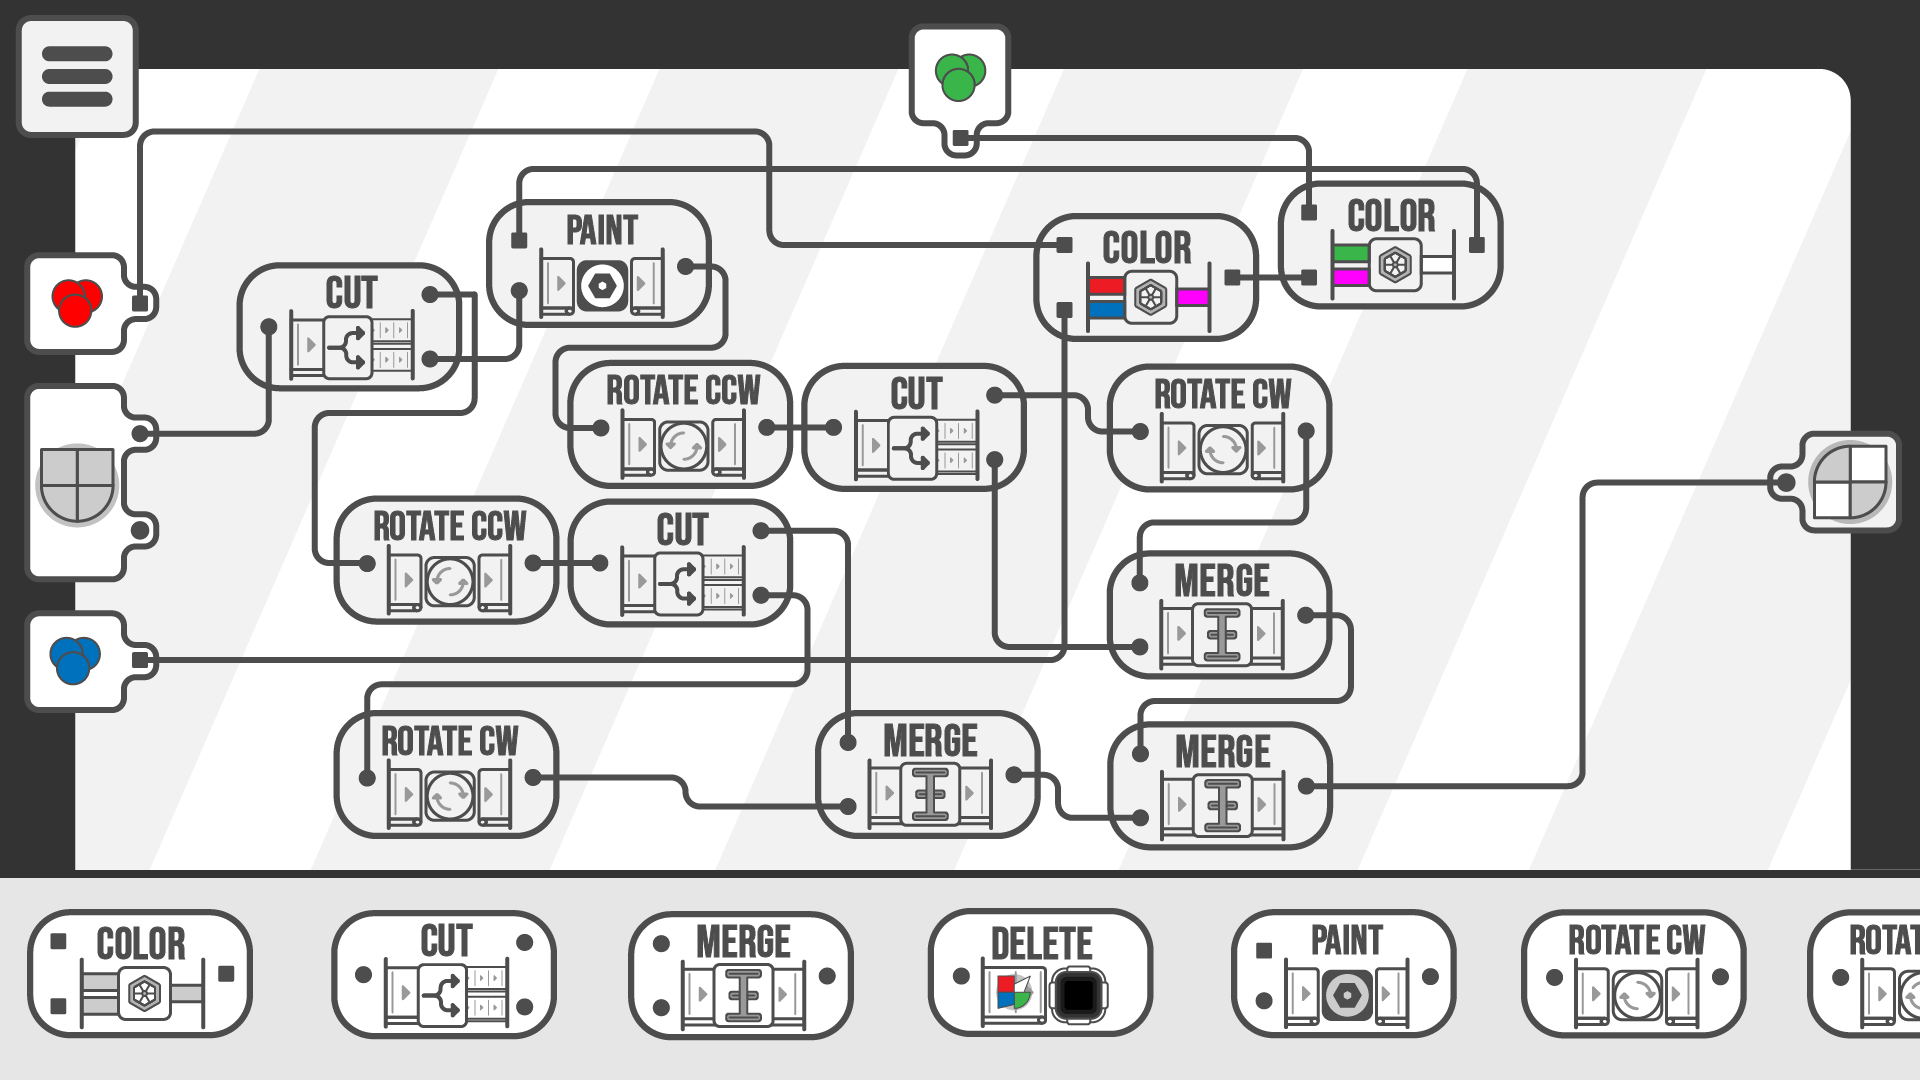 PAINT
COLOR
COLOR
CUT
ROTATE CCW
CUT
ROTATE CW
ROTATE CCW
CUT
MERGE
ROTATE CW
MERGE
MERGE
COLOR
CUT
MERGE
DELETE
PAINT
ROTATE CW
ROTAT